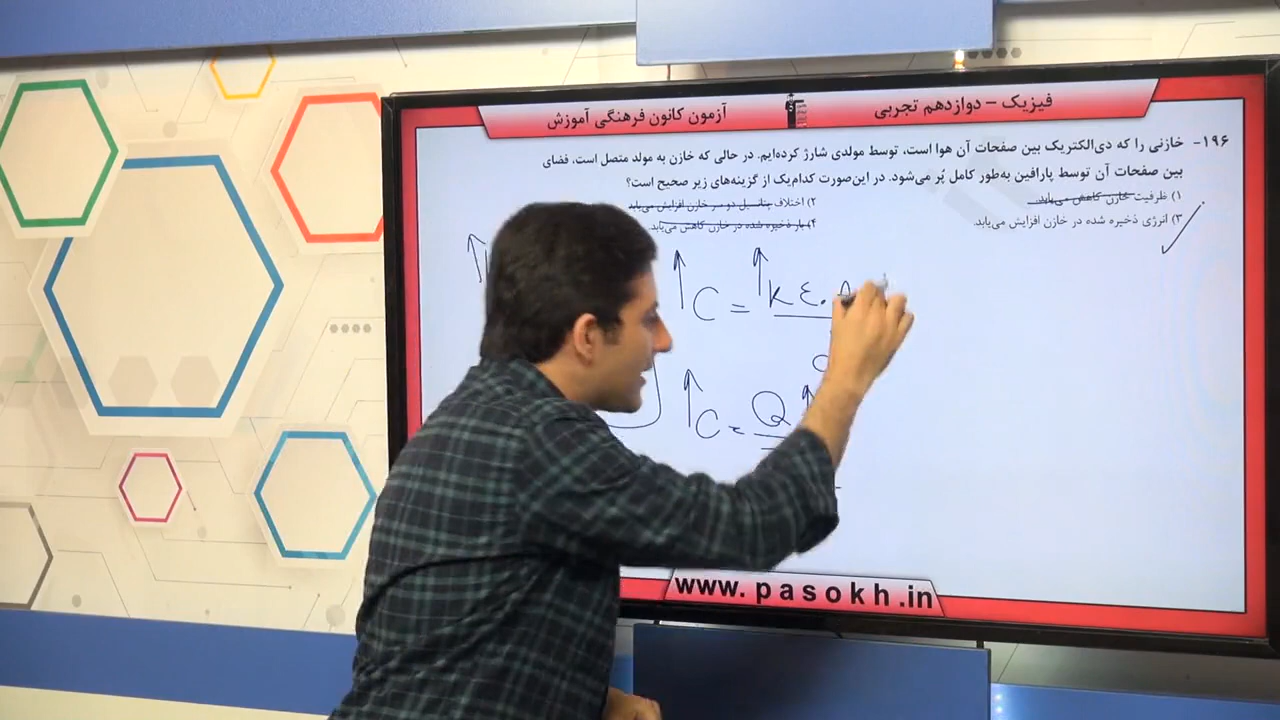 فیزیک – دوازدهم تجربی
آزمون کانون فرهنگی آموزش
۱۹۶- خازنی را که دی‌الکتریک بین صفحات آن هوا است، توسط مولدی شارژ کرده‌ایم. در حالی که خازن به مولد متصل است، فضای
بین صفحات آن توسط پارافین به‌طور کامل پُر می‌شود. در این‌صورت کدام‌یک از گزینه‌های زیر صحیح است؟
۱) ظرفیت خازن کاهش می‌یابد.
۲) اختلاف پتانسیل دو سر خازن افزایش می‌یابد.
۳) انرژی ذخیره شده در خازن افزایش می‌یابد.
۴) بار ذخیره شده در خازن کاهش می‌یابد.
C = K ε₀ A
C = Q
www.pasokh.in